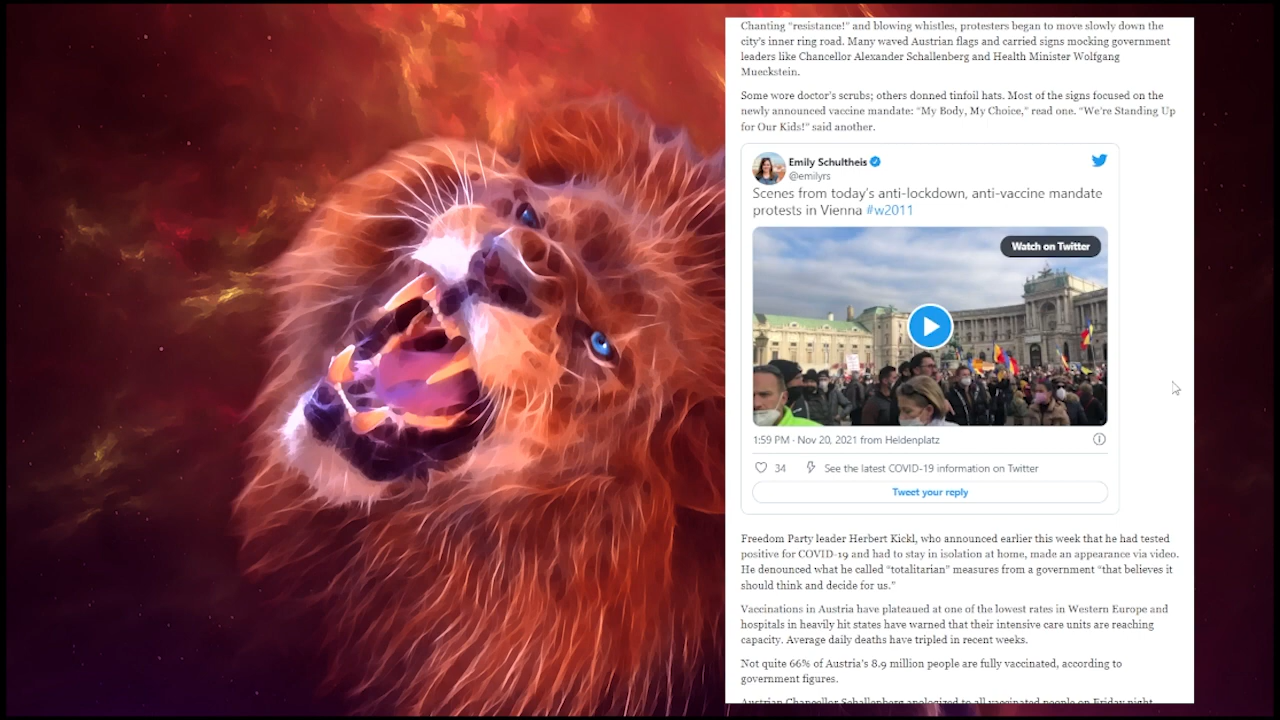 Chanting “resistance!” and blowing whistles, protesters began to move slowly down the
city's inner ring road. Many waved Austrian flags and carried signs mocking government
leaders like Chancellor Alexander Schallenberg and Health Minister Wolfgang
Mueckstein.
Some wore doctor's scrubs; others donned tinfoil hats. Most of the signs focused on the
newly announced vaccine mandate: “My Body, My Choice,” read one. “We're Standing Up
for Our Kids!” said another.
Emily Schultheis
@emilyrs
Scenes from today's anti-lockdown, anti-vaccine mandate
protests in Vienna #w2011
Watch on Twitter
1:59 PM · Nov 20, 2021 from Heldenplatz
34 See the latest COVID-19 information on Twitter
Tweet your reply
Freedom Party leader Herbert Kickl, who announced earlier this week that he had tested
positive for COVID-19 and had to stay in isolation at home, made an appearance via video.
He denounced what he called “totalitarian” measures from a government “that believes it
should think and decide for us.”
Vaccinations in Austria have plateaued at one of the lowest rates in Western Europe and
hospitals in heavily hit states have warned that their intensive care units are reaching
capacity. Average daily deaths have tripled in recent weeks.
Not quite 66% of Austria's 8.9 million people are fully vaccinated, according to
government figures.
Austrian Chancellor Schallenberg apologized to all vaccinated people on Friday night